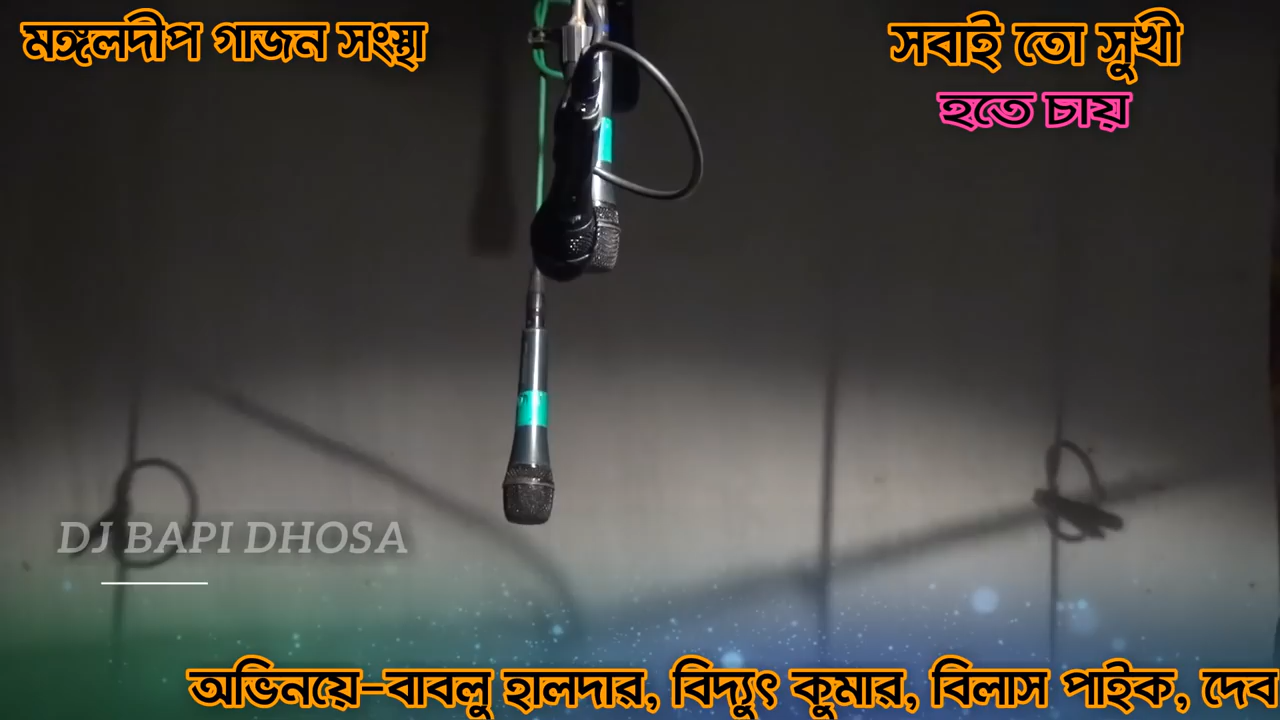 মঙ্গলদীপ গাজন সংস্থা
সবাই তো সুখী
হতে চায়
DJ BAPI DHOSA
অভিনয়ে-বাবলু হালদার, বিদ্যুৎ কুমার, বিলাস পাইক, দেব